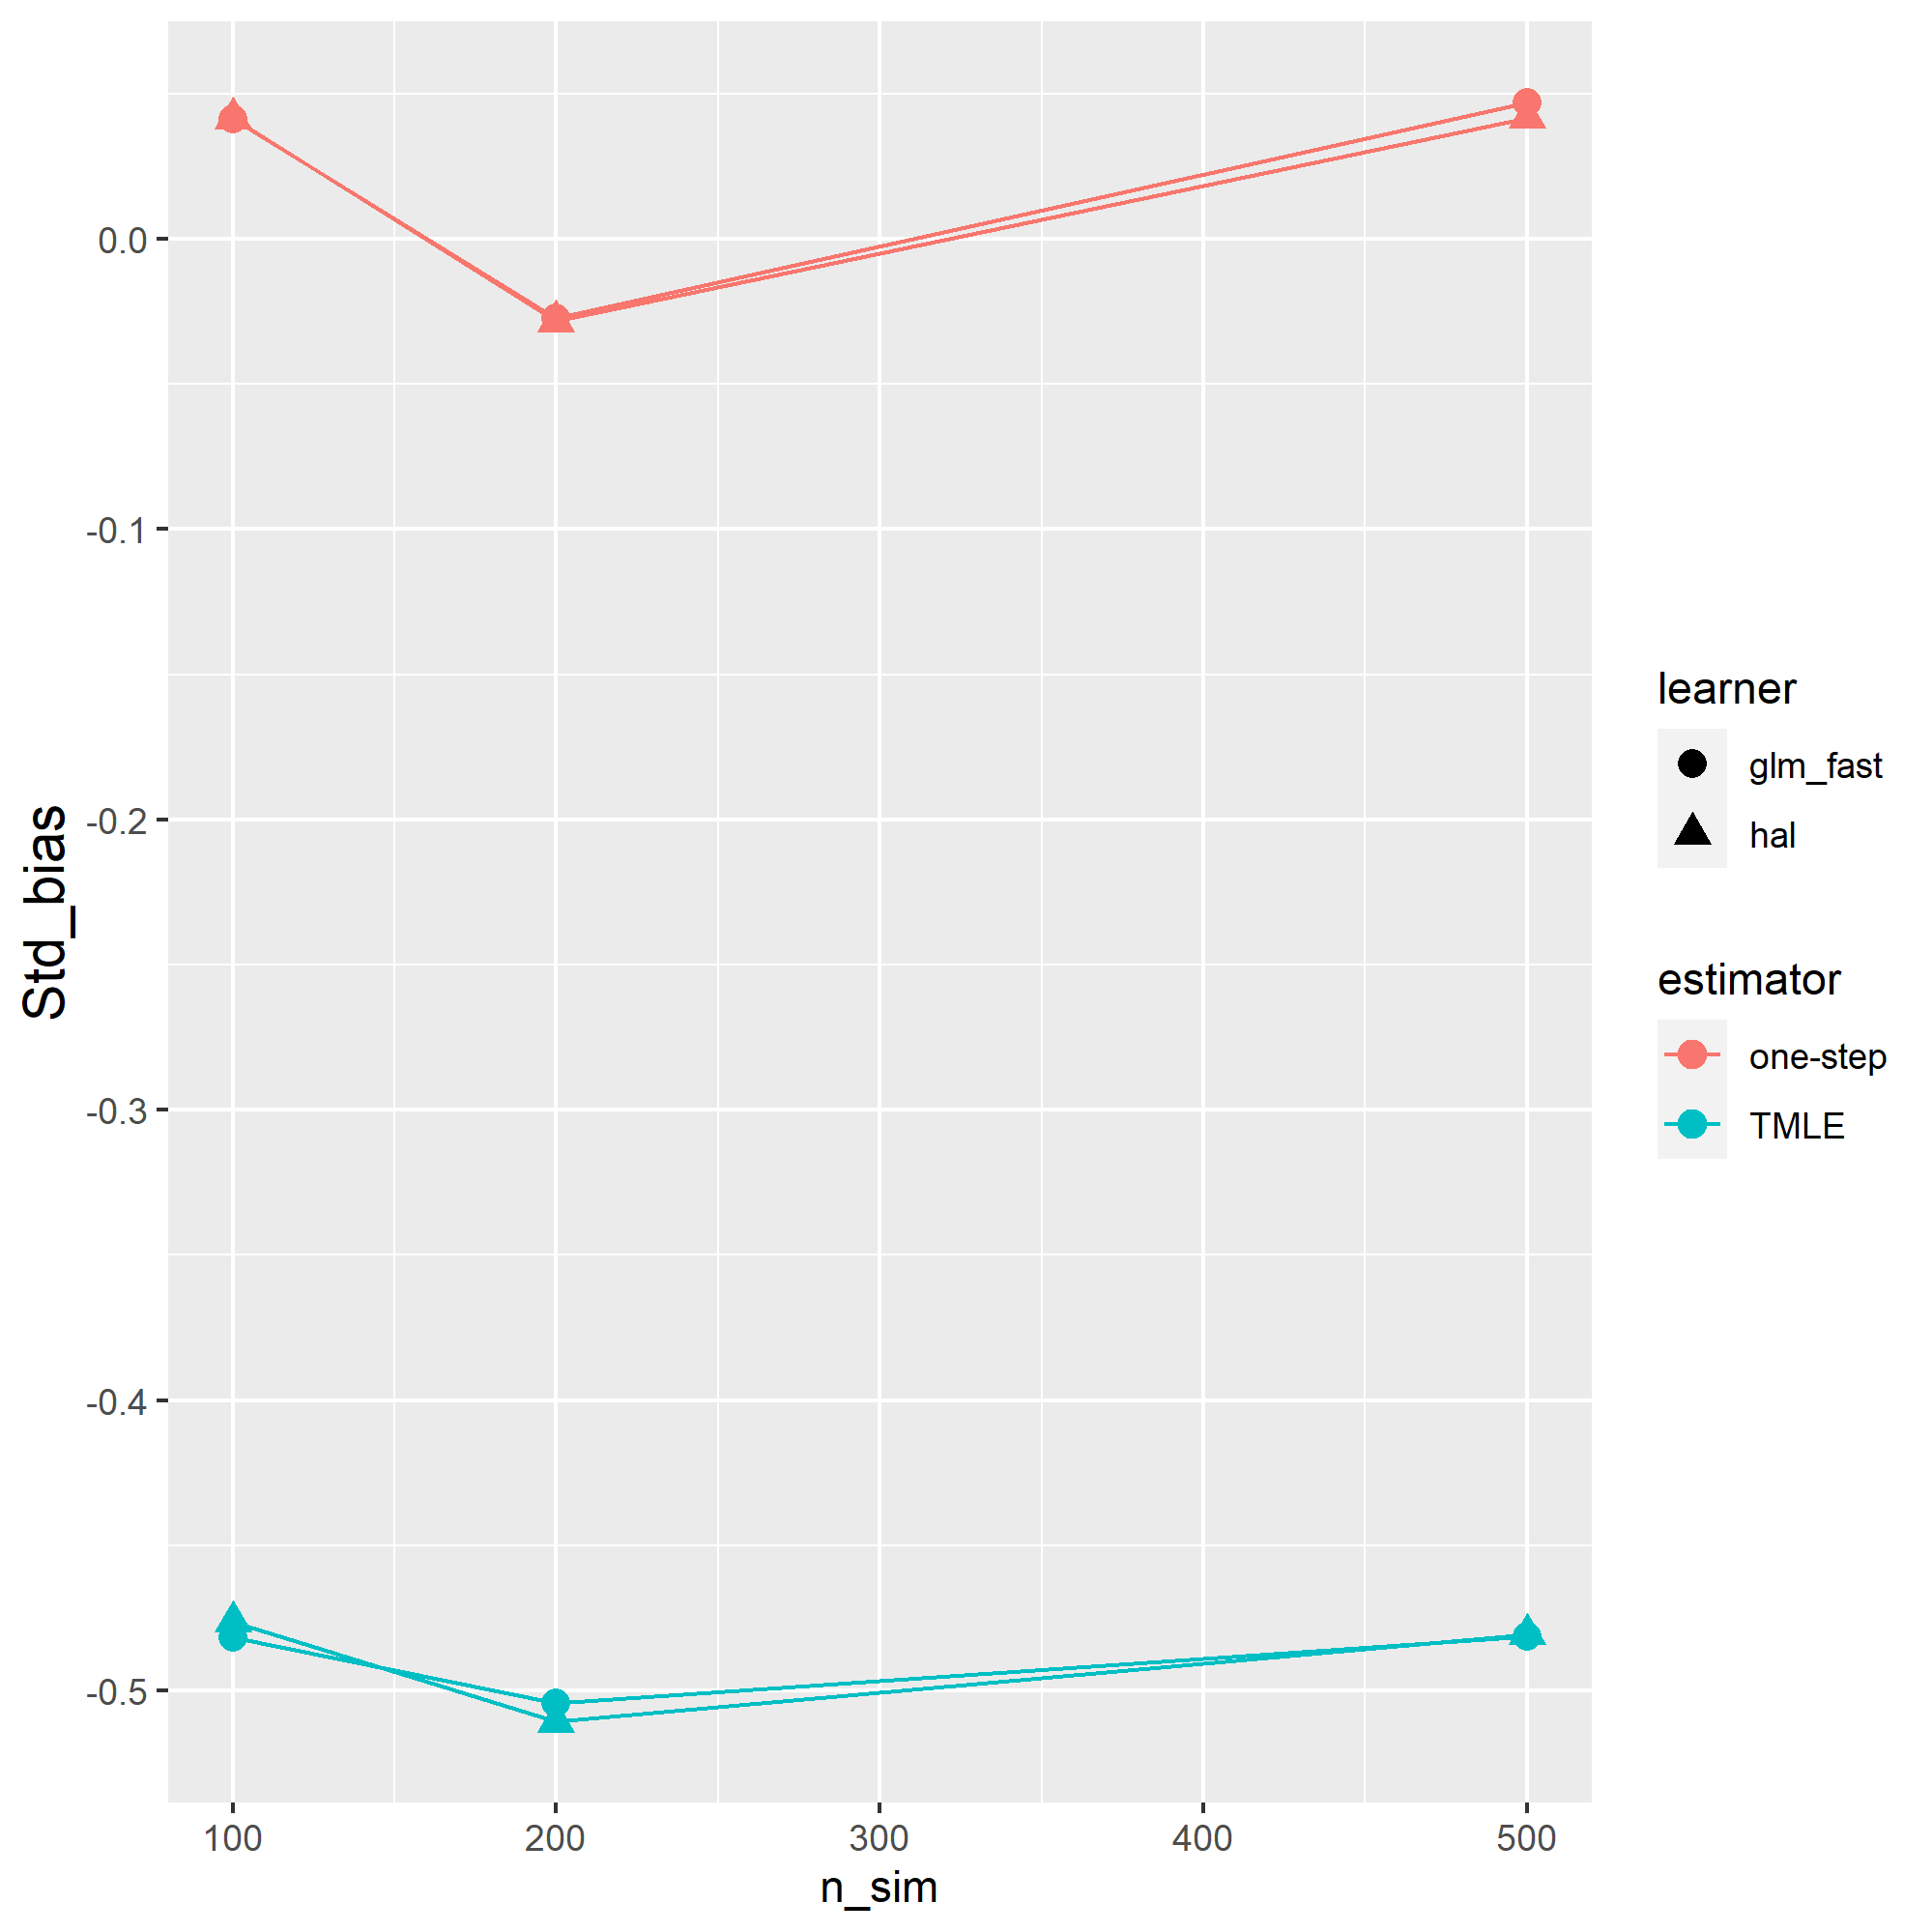 0.0
-0.1
-0.2
-0.3
-0.4
-0.5
Std_bias
100 200 300 400 500
n_sim
learner
glm_fast
hal
estimator
one-step
TMLE